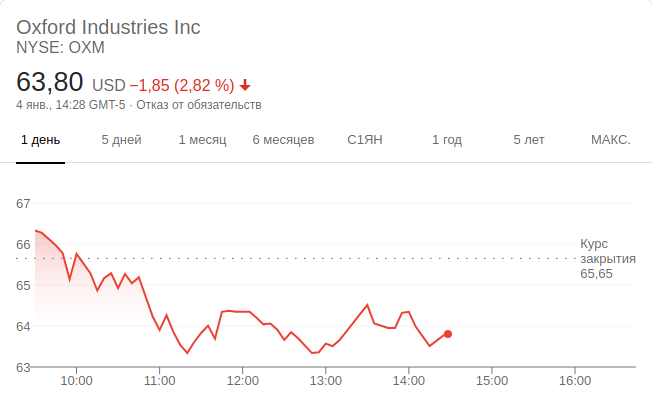 Oxford Industries Inc
NYSE: OXM
63,80 USD −1,85 (2,82 %)
4 янв., 14:28 GMT-5 · Отказ от обязательств
1 день 5 дней 1 месяц 6 месяцев С1ЯН 1 год 5 лет МАКС.
67
66
65
64
63
Курс
закрытия
65,65
10:00 11:00 12:00 13:00 14:00 15:00 16:00